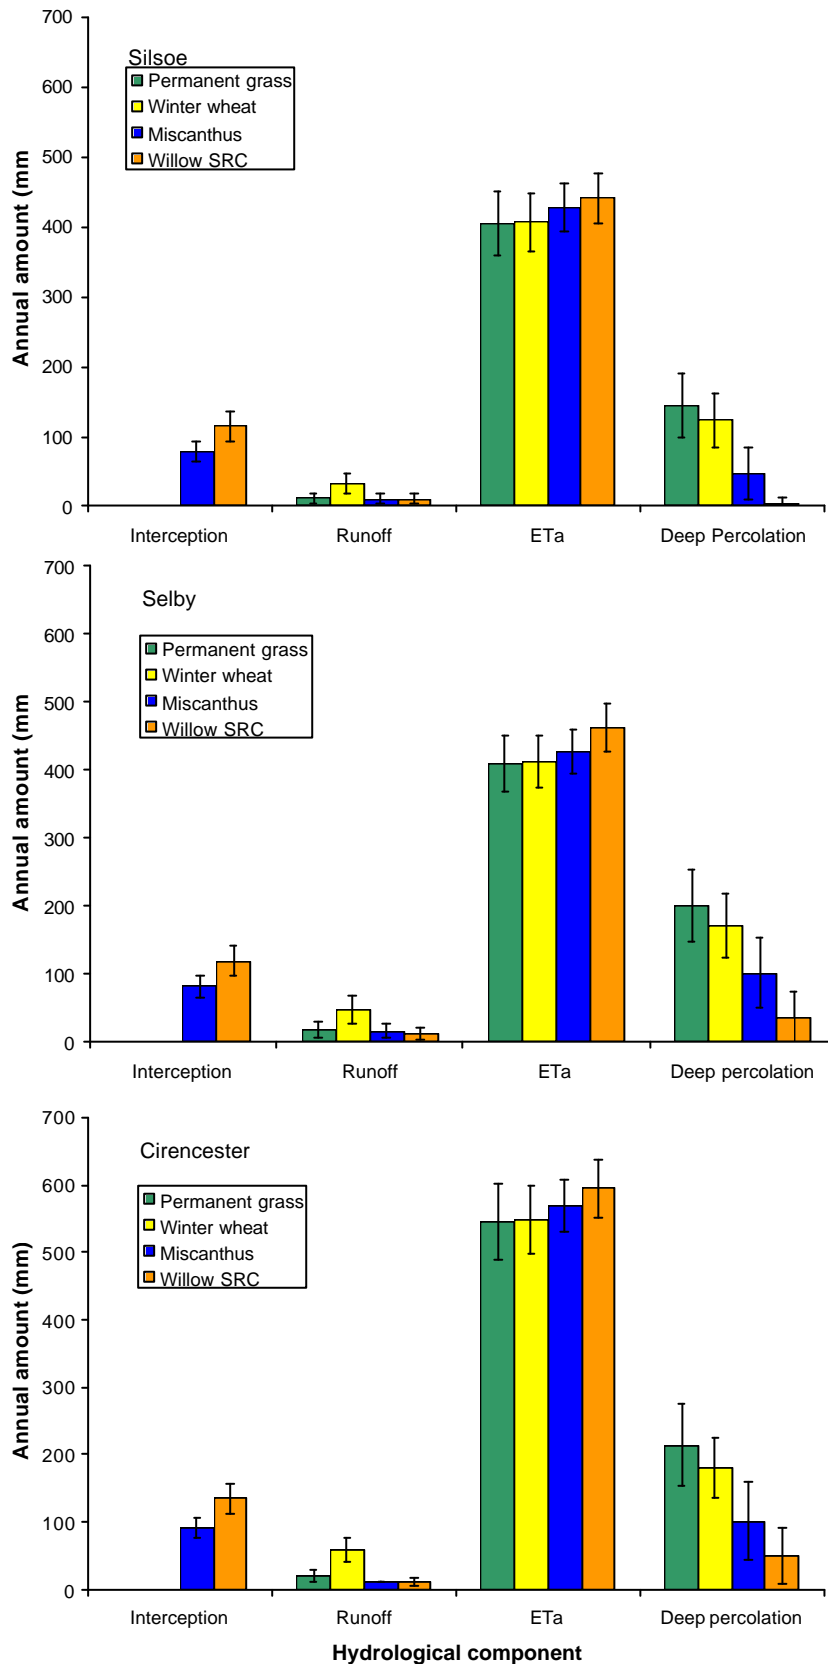 700
Silsoe
Permanent grass
Winter wheat
Miscanthus
Willow SRC
600
500
400
300
200
100
0
Annual amount (mm
Interception Runoff ETa Deep Percolation
700
Selby
Permanent grass
Winter wheat
Miscanthus
Willow SRC
600
500
400
300
200
100
0
Annual amount (mm
Interception Runoff ETa Deep percolation
700
Cirencester
Permanent grass
Winter wheat
Miscanthus
Willow SRC
600
500
400
300
200
100
0
Annual amount (mm)
Interception Runoff ETa Deep percolation
Hydrological component